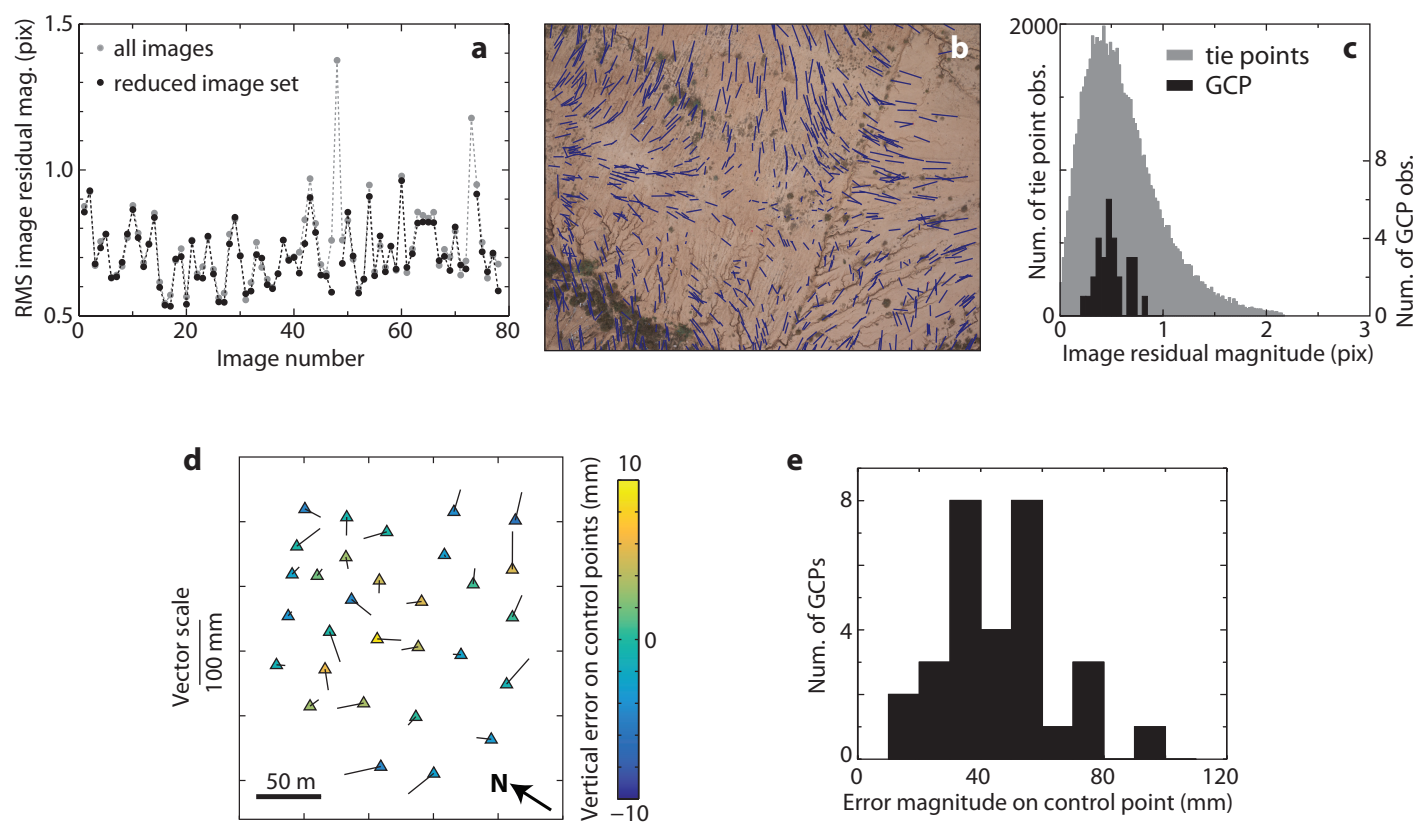 1.5
1.0
0.5
RMS image residual mag. (pix)
all images
reduced image set
a
0
20
40
60
80
Image number
b
c
2000
0
Num. of tie point obs.
tie points
GCP
8
4
0
Num. of GCP obs.
0
1
2
3
Image residual magnitude (pix)
d
Vector scale
100 mm
50 m
N
10
0
−10
Vertical error on control points (mm)
e
8
4
0
Num. of GCPs
0
40
80
120
Error magnitude on control point (mm)